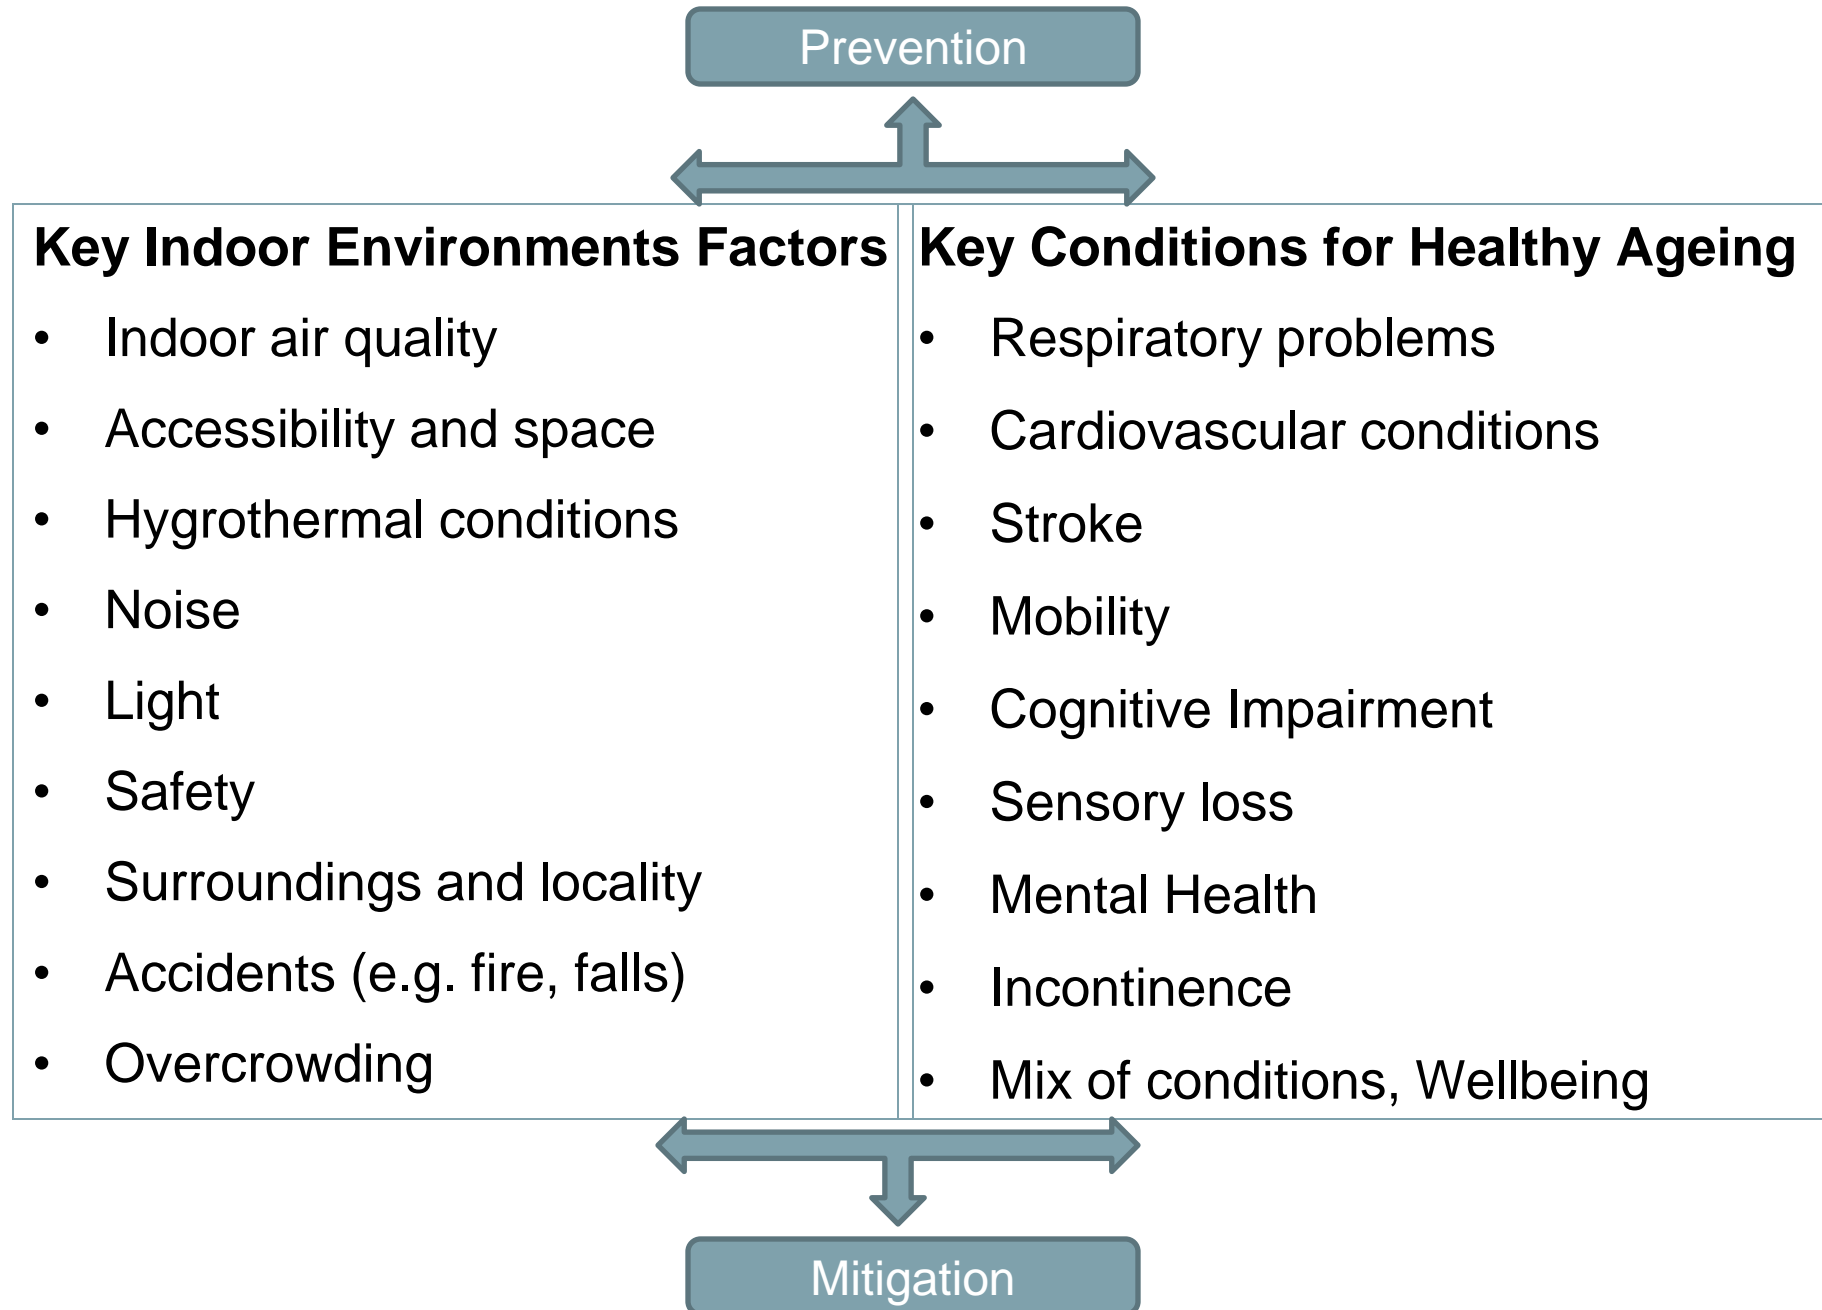 Prevention
Key Indoor Environments Factors
• Indoor air quality
• Accessibility and space
• Hygrothermal conditions
• Noise
• Light
• Safety
• Surroundings and locality
• Accidents (e.g. fire, falls)
• Overcrowding
Key Conditions for Healthy Ageing
• Respiratory problems
• Cardiovascular conditions
• Stroke
• Mobility
• Cognitive Impairment
• Sensory loss
• Mental Health
• Incontinence
• Mix of conditions, Wellbeing
Mitigation